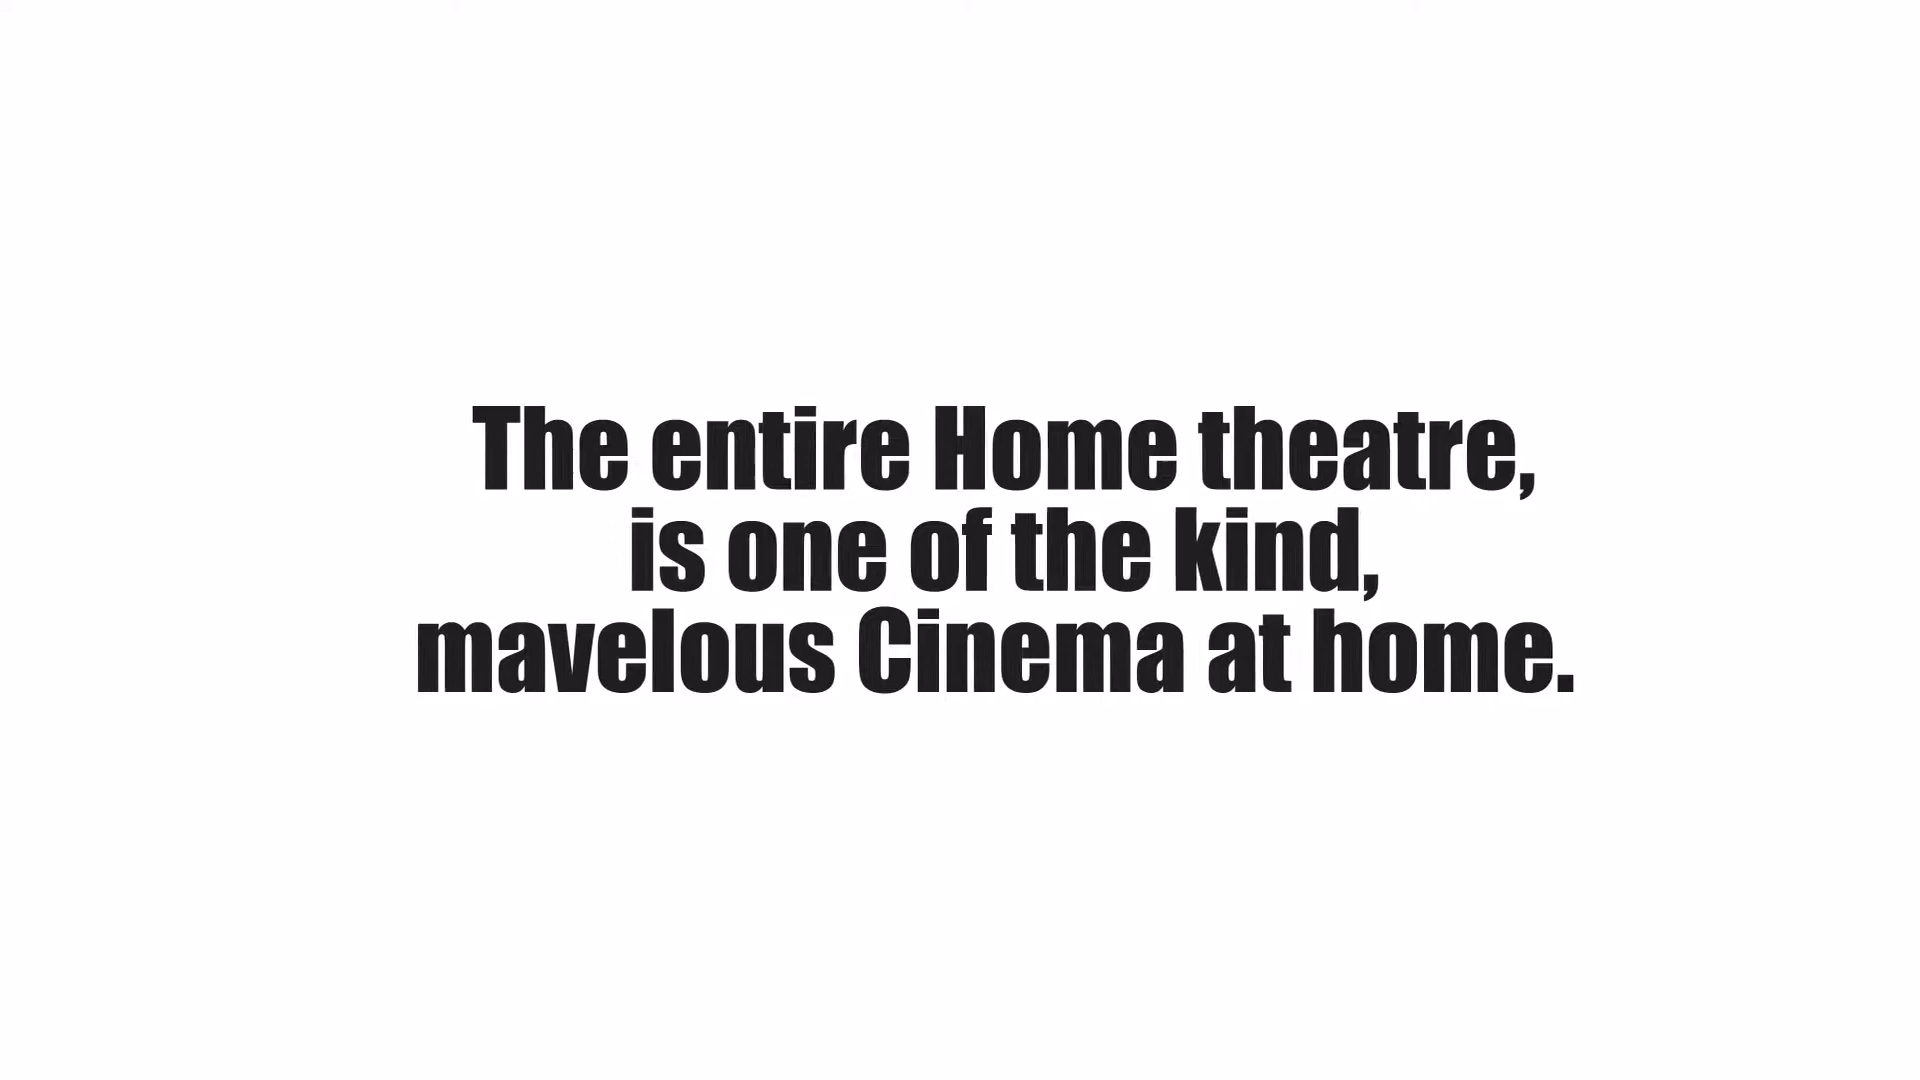 The entire Home theatre,
is one of the kind,
mavelous Cinema at home.